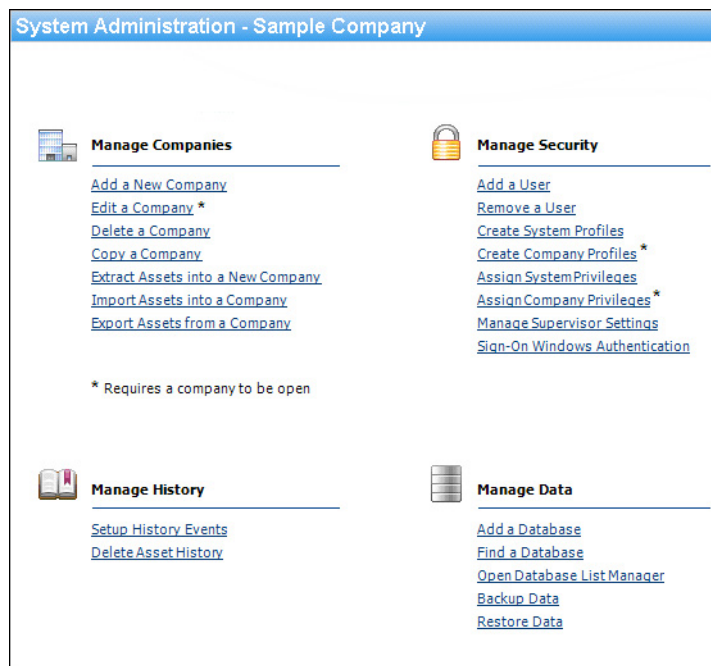 System Administration - Sample Company
Manage Companies
Add a New Company
Edit a Company *
Delete a Company
Copy a Company
Extract Assets into a New Company
Import Assets into a Company
Export Assets from a Company
* Requires a company to be open
Manage Security
Add a User
Remove a User
Create System Profiles
Create Company Profiles *
Assign System Privileges
Assign Company Privileges *
Manage Supervisor Settings
Sign-On Windows Authentication
Manage History
Setup History Events
Delete Asset History
Manage Data
Add a Database
Find a Database
Open Database List Manager
Backup Data
Restore Data